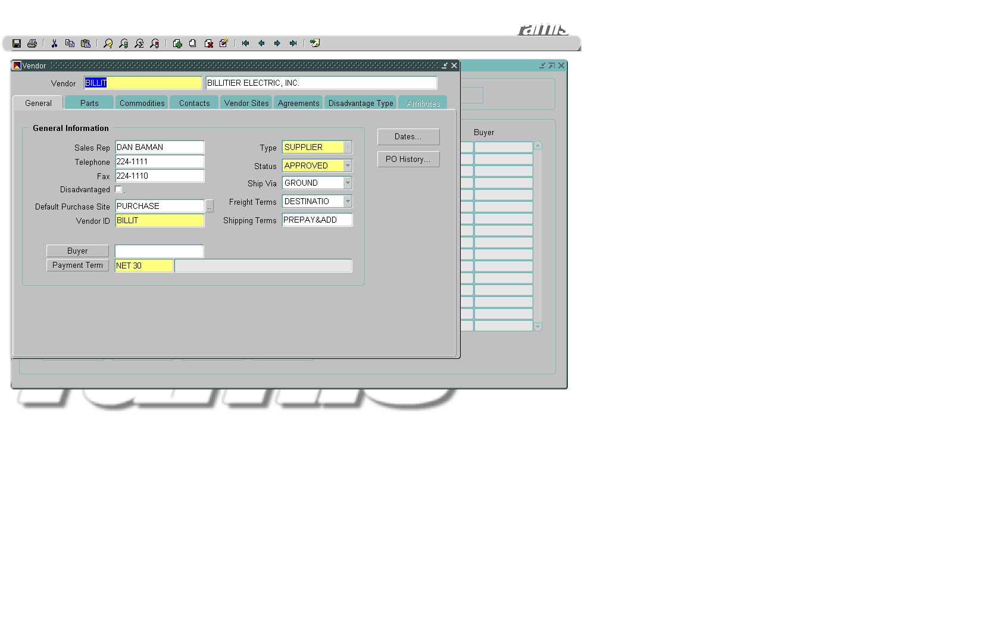 ramis
Vendor
Vendor BILLIT BILLITIER ELECTRIC, INC.
General Parts Commodities Contacts Vendor Sites Agreements Disadvantage Type Attributes
General Information
Dates...
Buyer
Sales Rep DAN BAMAN Type SUPPLIER
PO History...
Telephone 224-1111 Status APPROVED
Fax 224-1110 Ship Via GROUND
Disadvantaged .
Freight Terms DESTINATIO
Default Purchase Site PURCHASE ..
Vendor ID BILLIT Shipping Terms PREPAY&ADD
Buyer
Payment Term NET 30
ramis